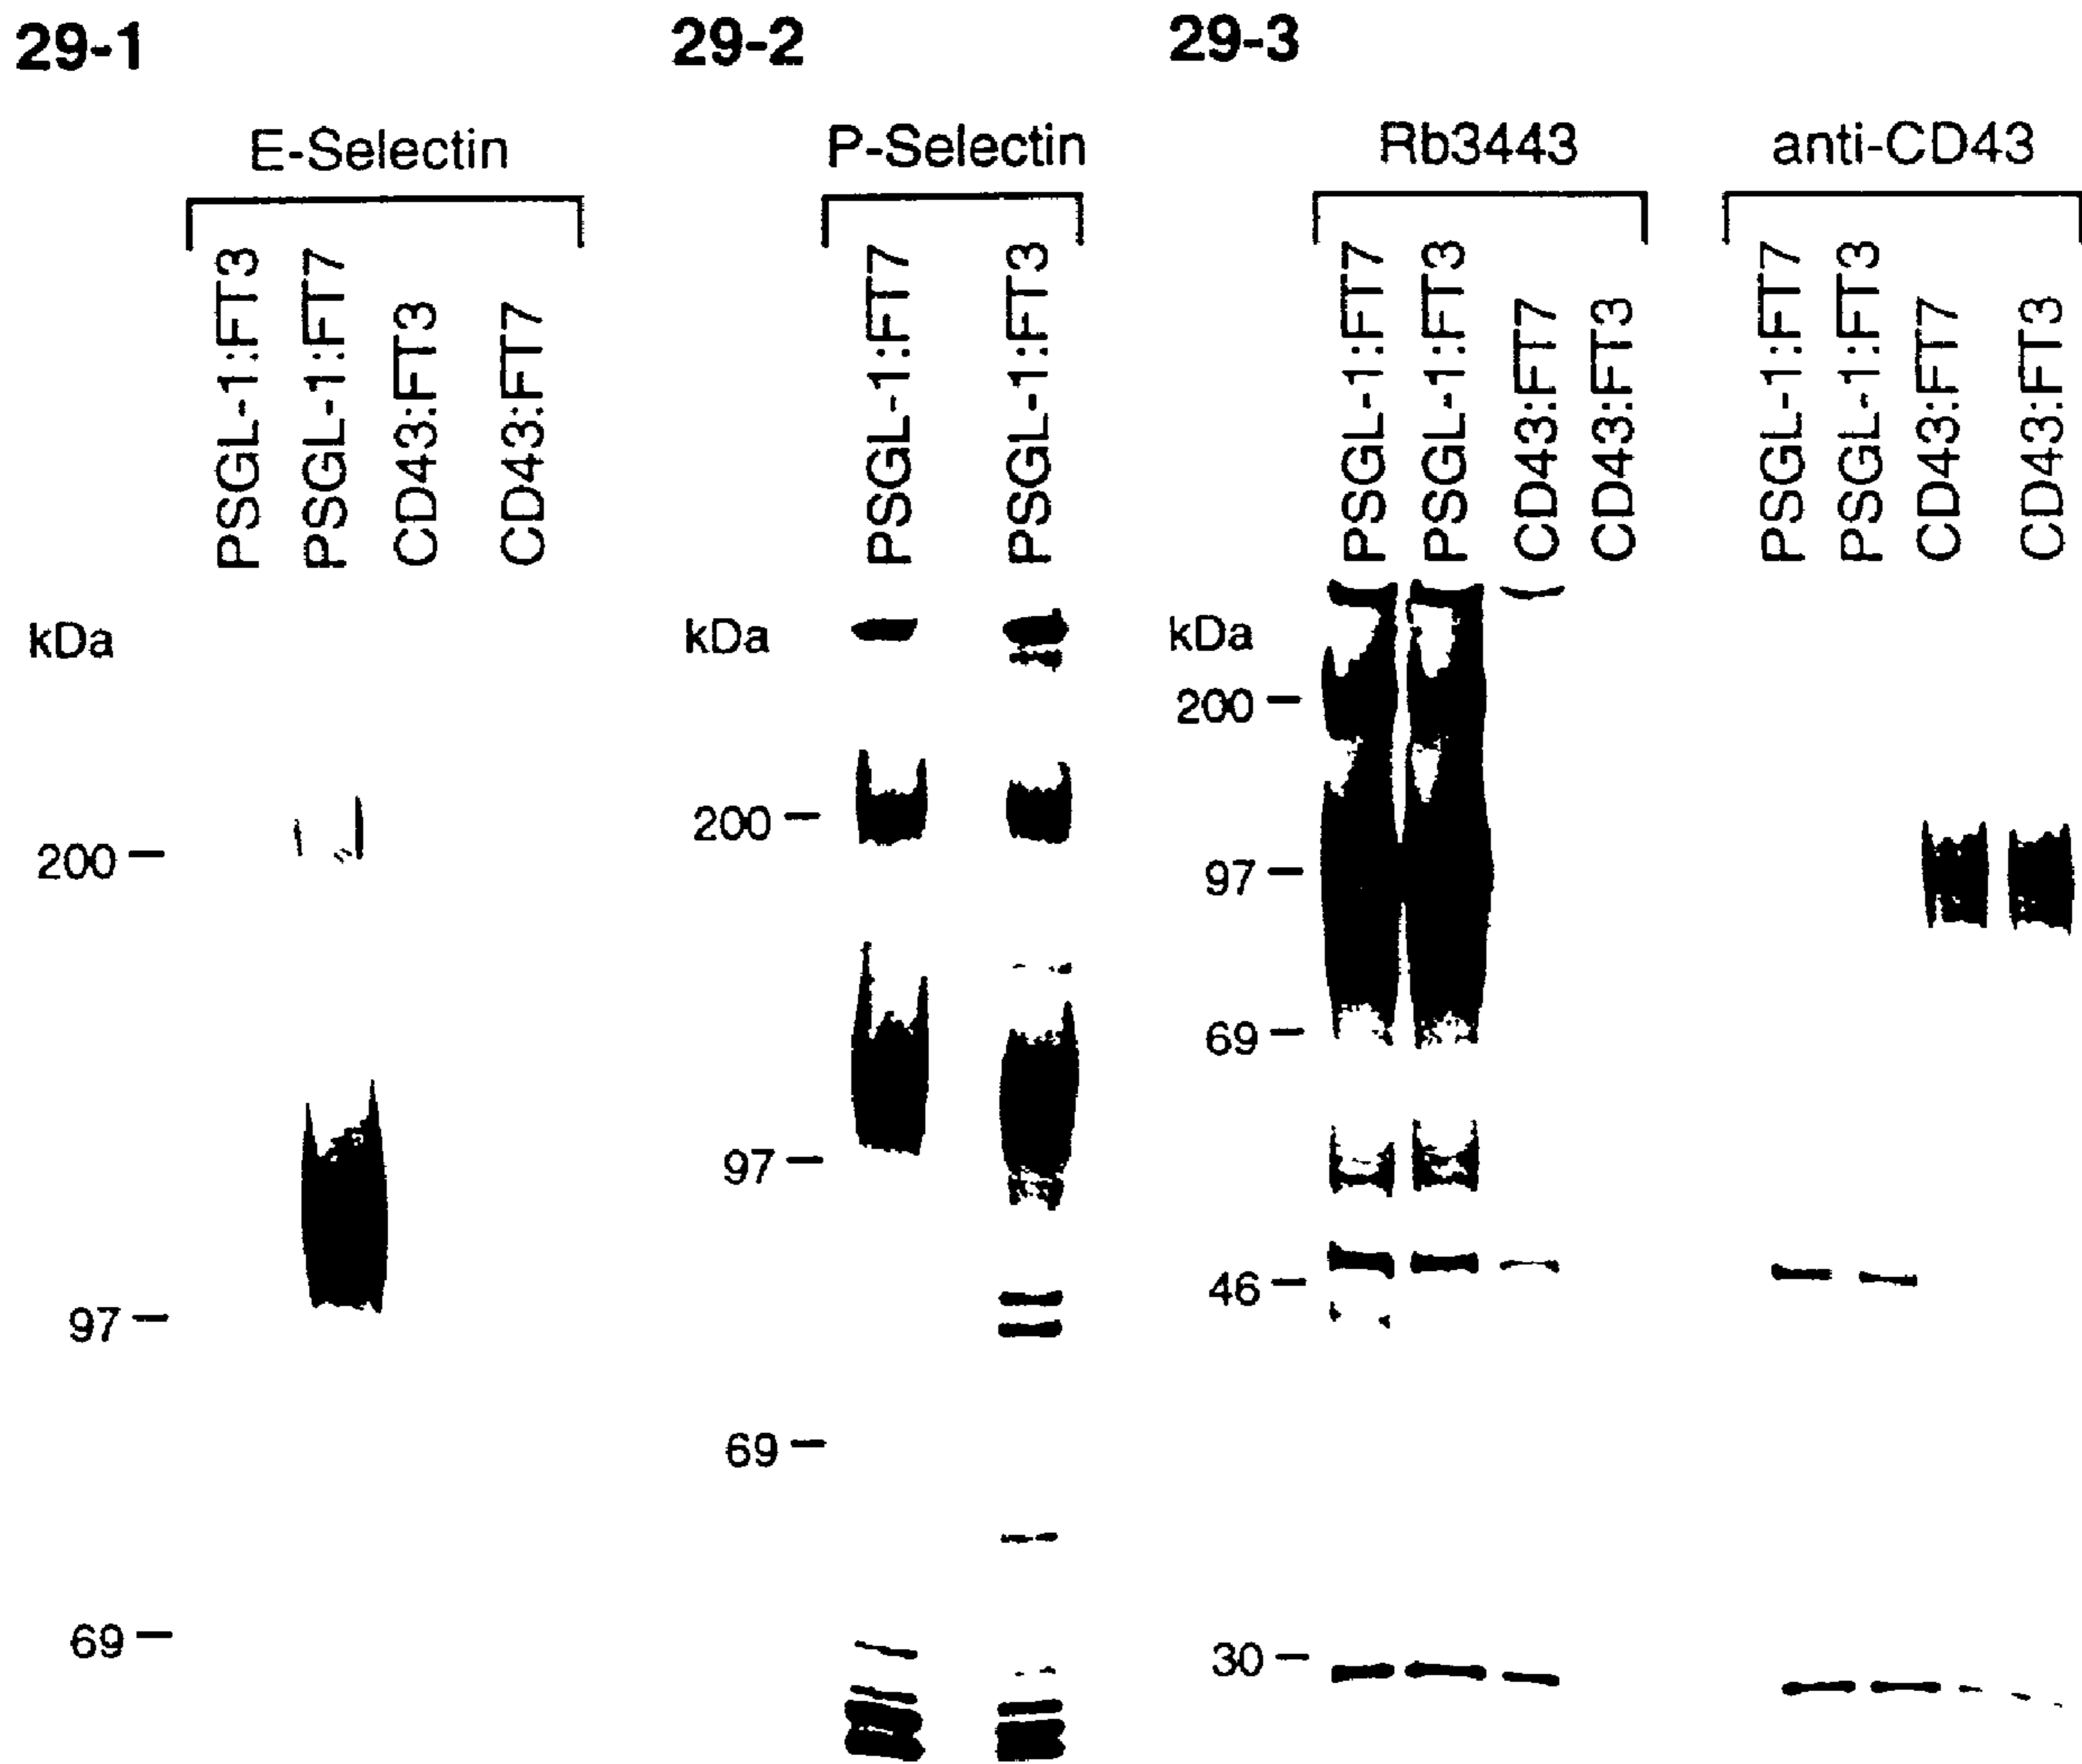 29-1
E-Selectin
PSGL-1:FT3
PSGL-1:FT7
CD43:FT3
CD43:FT7
kDa
200
97
69
29-2
P-Selectin
PSGL-1:FT7
PSGL-1:FT3
kDa
200
97
69
29-3
Rb3443
anti-CD43
PSGL-1:FT7
PSGL-1:FT3
CD43:FT7
CD43:FT3
PSGL-1:FT7
PSGL-1:FT3
CD43:FT7
CD43:FT3
kDa
200
97
69
46
30